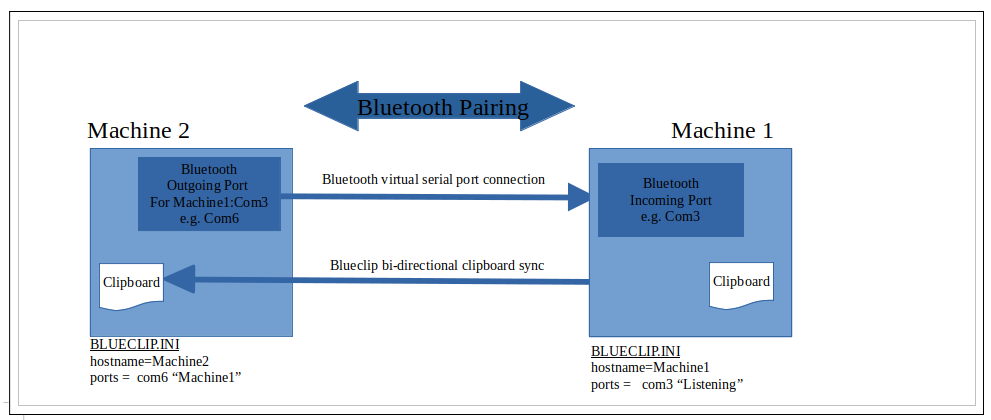 Bluetooth Pairing
Machine 2
Machine 1
Bluetooth
Outgoing Port
For Machine1:Com3
e.g. Com6
Bluetooth virtual serial port connection
Bluetooth
Incoming Port
e.g. Com3
Blueclip bi-directional clipboard sync
Clipboard
Clipboard
BLUECLIP.INI
hostname=Machine2
ports =  com6 “Machine1”
BLUECLIP.INI
hostname=Machine1
ports =   com3 “Listening”